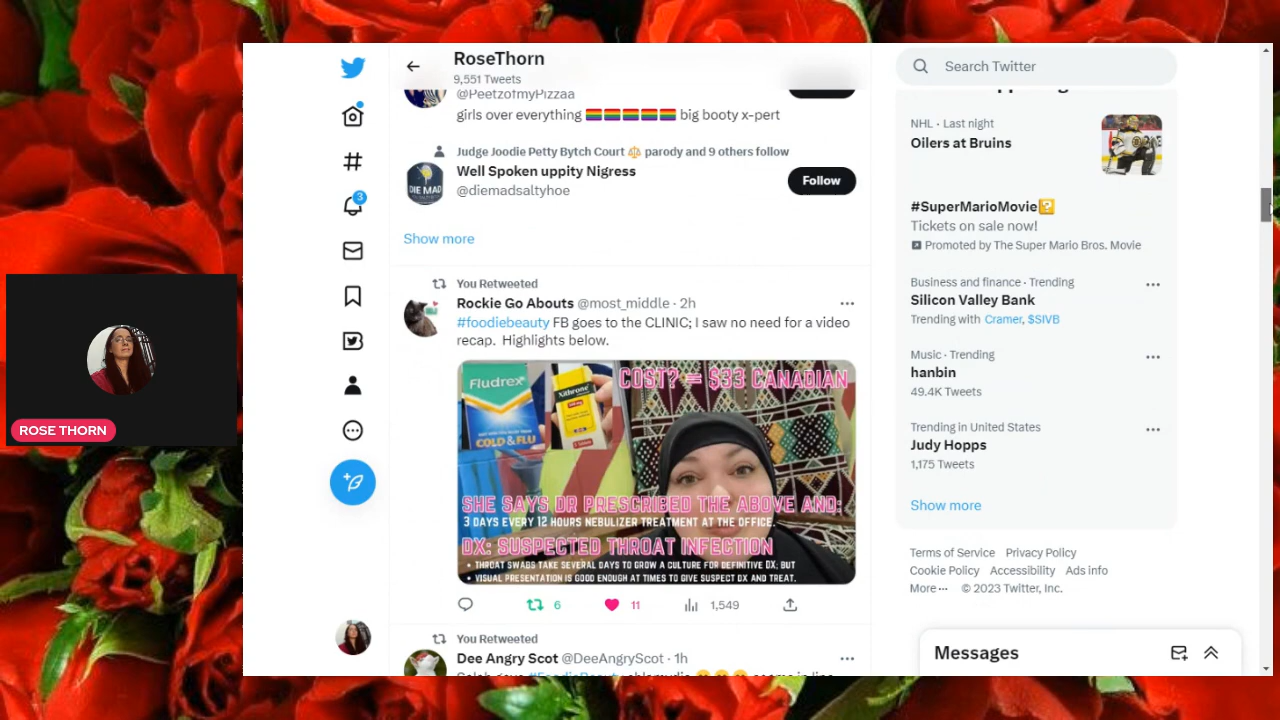 ROSE THORN
RoseThorn
9,551 Tweets
@PeetzofmyPizzaa
girls over everything 🏳️‍🌈🏳️‍🌈🏳️‍🌈🏳️‍🌈🏳️‍🌈 big booty x-pert
Judge Joodie Petty Bytch Court ⚖️ parody and 9 others follow
Well Spoken uppity Nigress
@diemadsaltyhoe
DIE MAD
Follow
Show more
You Retweeted
Rockie Go Abouts @most_middle · 2h
#foodiebeauty FB goes to the CLINIC; I saw no need for a video
recap. Highlights below.
Fludrex
COLD & FLU
COST? = $33 CANADIAN
SHE SAYS DR PRESCRIBED THE ABOVE AND:
3 DAYS EVERY 12 HOURS NEBULIZER TREATMENT AT THE OFFICE.
DX: SUSPECTED THROAT INFECTION
• THROAT SWABS TAKE SEVERAL DAYS TO GROW A CULTURE FOR DEFINITIVE DX; BUT
• VISUAL PRESENTATION IS GOOD ENOUGH AT TIMES TO GIVE SUSPECT DX AND TREAT.
6
11
1,549
You Retweeted
Dee Angry Scot @DeeAngryScot · 1h
3
Search Twitter
NHL · Last night
Oilers at Bruins
#SuperMarioMovie
Tickets on sale now!
Promoted by The Super Mario Bros. Movie
Business and finance · Trending
Silicon Valley Bank
Trending with Cramer, $SIVB
Music · Trending
hanbin
49.4K Tweets
Trending in United States
Judy Hopps
1,175 Tweets
Show more
Terms of Service Privacy Policy
Cookie Policy Accessibility Ads info
More ··· © 2023 Twitter, Inc.
Messages